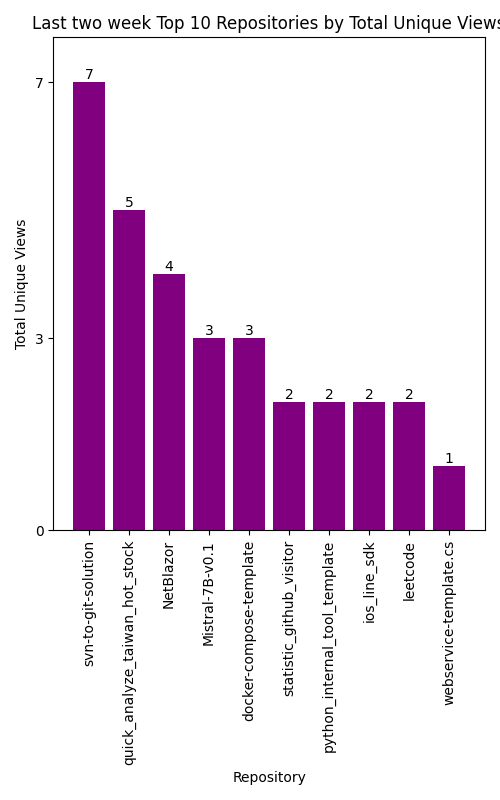 Last two week Top 10 Repositories by Total Unique Views
Total Unique Views
7
3
0
7
5
4
3
3
2
2
2
2
1
svn-to-git-solution
quick_analyze_taiwan_hot_stock
NetBlazor
Mistral-7B-v0.1
docker-compose-template
statistic_github_visitor
python_internal_tool_template
ios_line_sdk
leetcode
webservice-template.cs
Repository